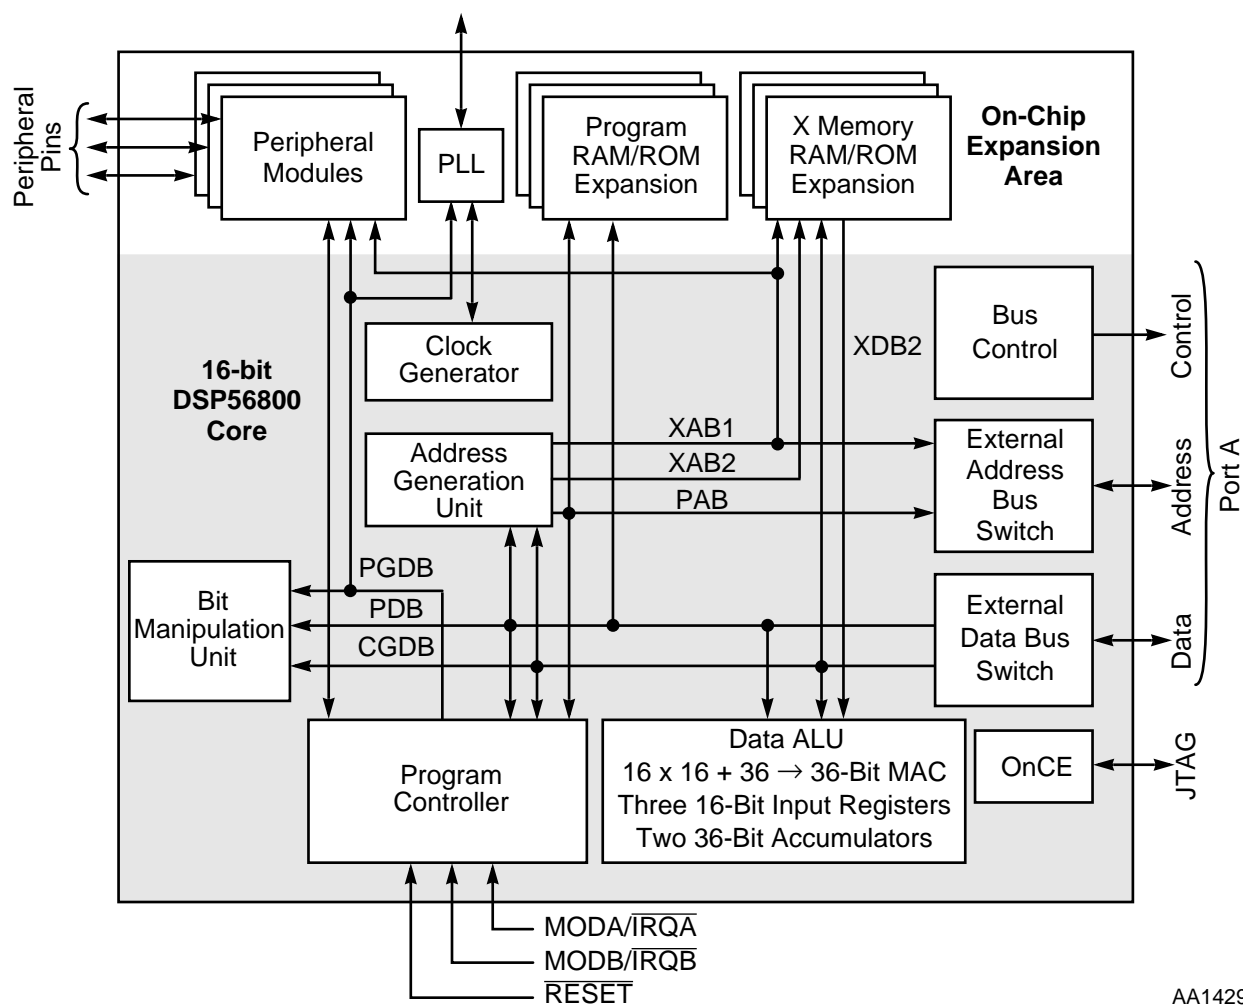 Peripheral
Pins
Peripheral
Modules
PLL
Program
RAM/ROM
Expansion
X Memory
RAM/ROM
Expansion
On-Chip
Expansion
Area
16-bit
DSP56800
Core
Clock
Generator
XDB2
Bus
Control
Control
Address
Generation
Unit
XAB1
XAB2
PAB
External
Address
Bus
Switch
Address
Port A
Bit
Manipulation
Unit
PGDB
PDB
CGDB
External
Data Bus
Switch
Data
Program
Controller
Data ALU
16 x 16 + 36 → 36-Bit MAC
Three 16-Bit Input Registers
Two 36-Bit Accumulators
OnCE
JTAG
MODA/IRQA
MODB/IRQB
RESET
AA1429